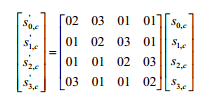 s'0,c 02 03 01 01 s0,c
s'1,c = 01 02 03 01 s1,c
s'2,c 01 01 02 03 s2,c
s'3,c 03 01 01 02 s3,c